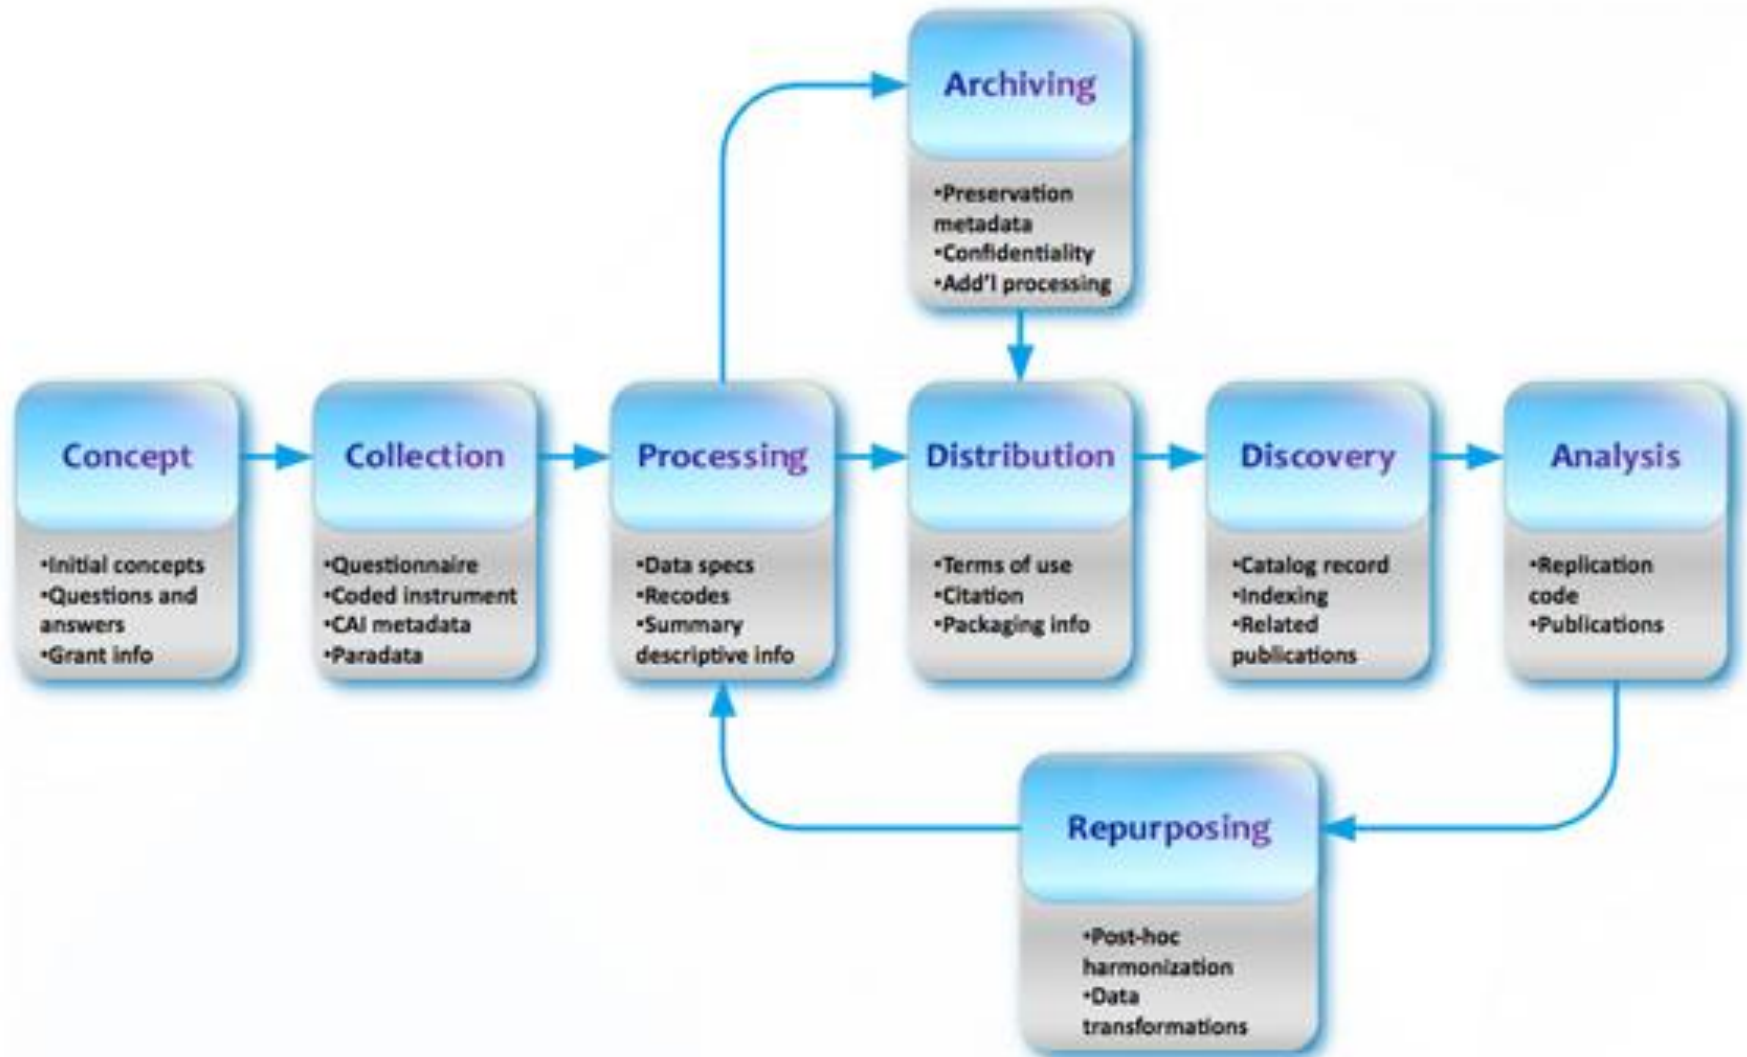 Archiving
•Preservation
metadata
•Confidentiality
•Add'l processing
Concept
•Initial concepts
•Questions and
answers
•Grant info
Collection
•Questionnaire
•Coded instrument
•CAI metadata
•Paradata
Processing
•Data specs
•Recodes
•Summary
descriptive info
Distribution
•Terms of use
•Citation
•Packaging info
Discovery
•Catalog record
•Indexing
•Related
publications
Analysis
•Replication
code
•Publications
Repurposing
•Post-hoc
harmonization
•Data
transformations